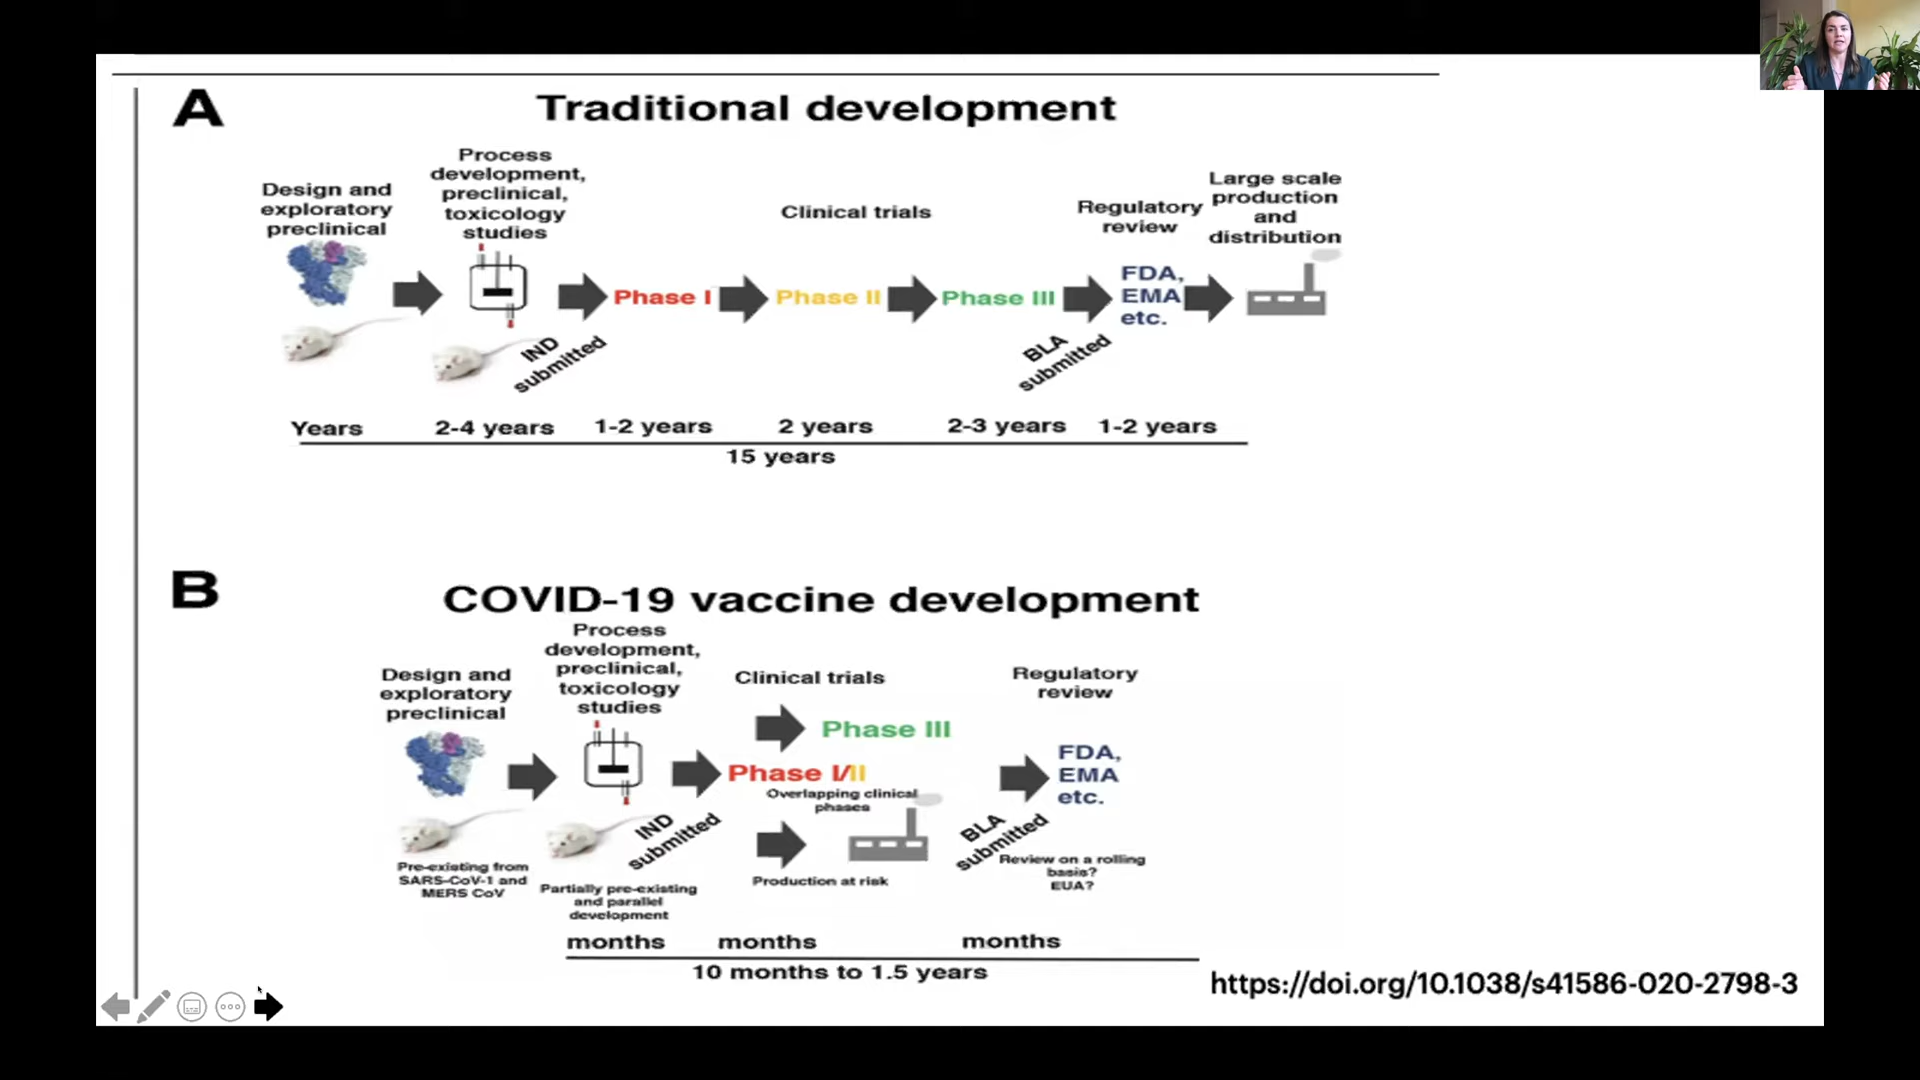 A
Traditional development
Design and
exploratory
preclinical
Process
development,
preclinical,
toxicology
studies
Clinical trials
Regulatory
review
Large scale
production
and
distribution
Phase I
Phase II
Phase III
FDA,
EMA
etc.
IND
submitted
BLA
submitted
Years
2-4 years
1-2 years
2 years
2-3 years
1-2 years
15 years
B
COVID-19 vaccine development
Design and
exploratory
preclinical
Process
development,
preclinical,
toxicology
studies
Clinical trials
Regulatory
review
Phase III
Phase I/II
Overlapping clinical
phases
FDA,
EMA
etc.
IND
submitted
BLA
submitted
Pre-existing from
SARS-CoV-1 and
MERS CoV
Partially pre-existing
and parallel
development
Production at risk
Review on a rolling
basis?
EUA?
months
months
months
10 months to 1.5 years
https://doi.org/10.1038/s41586-020-2798-3